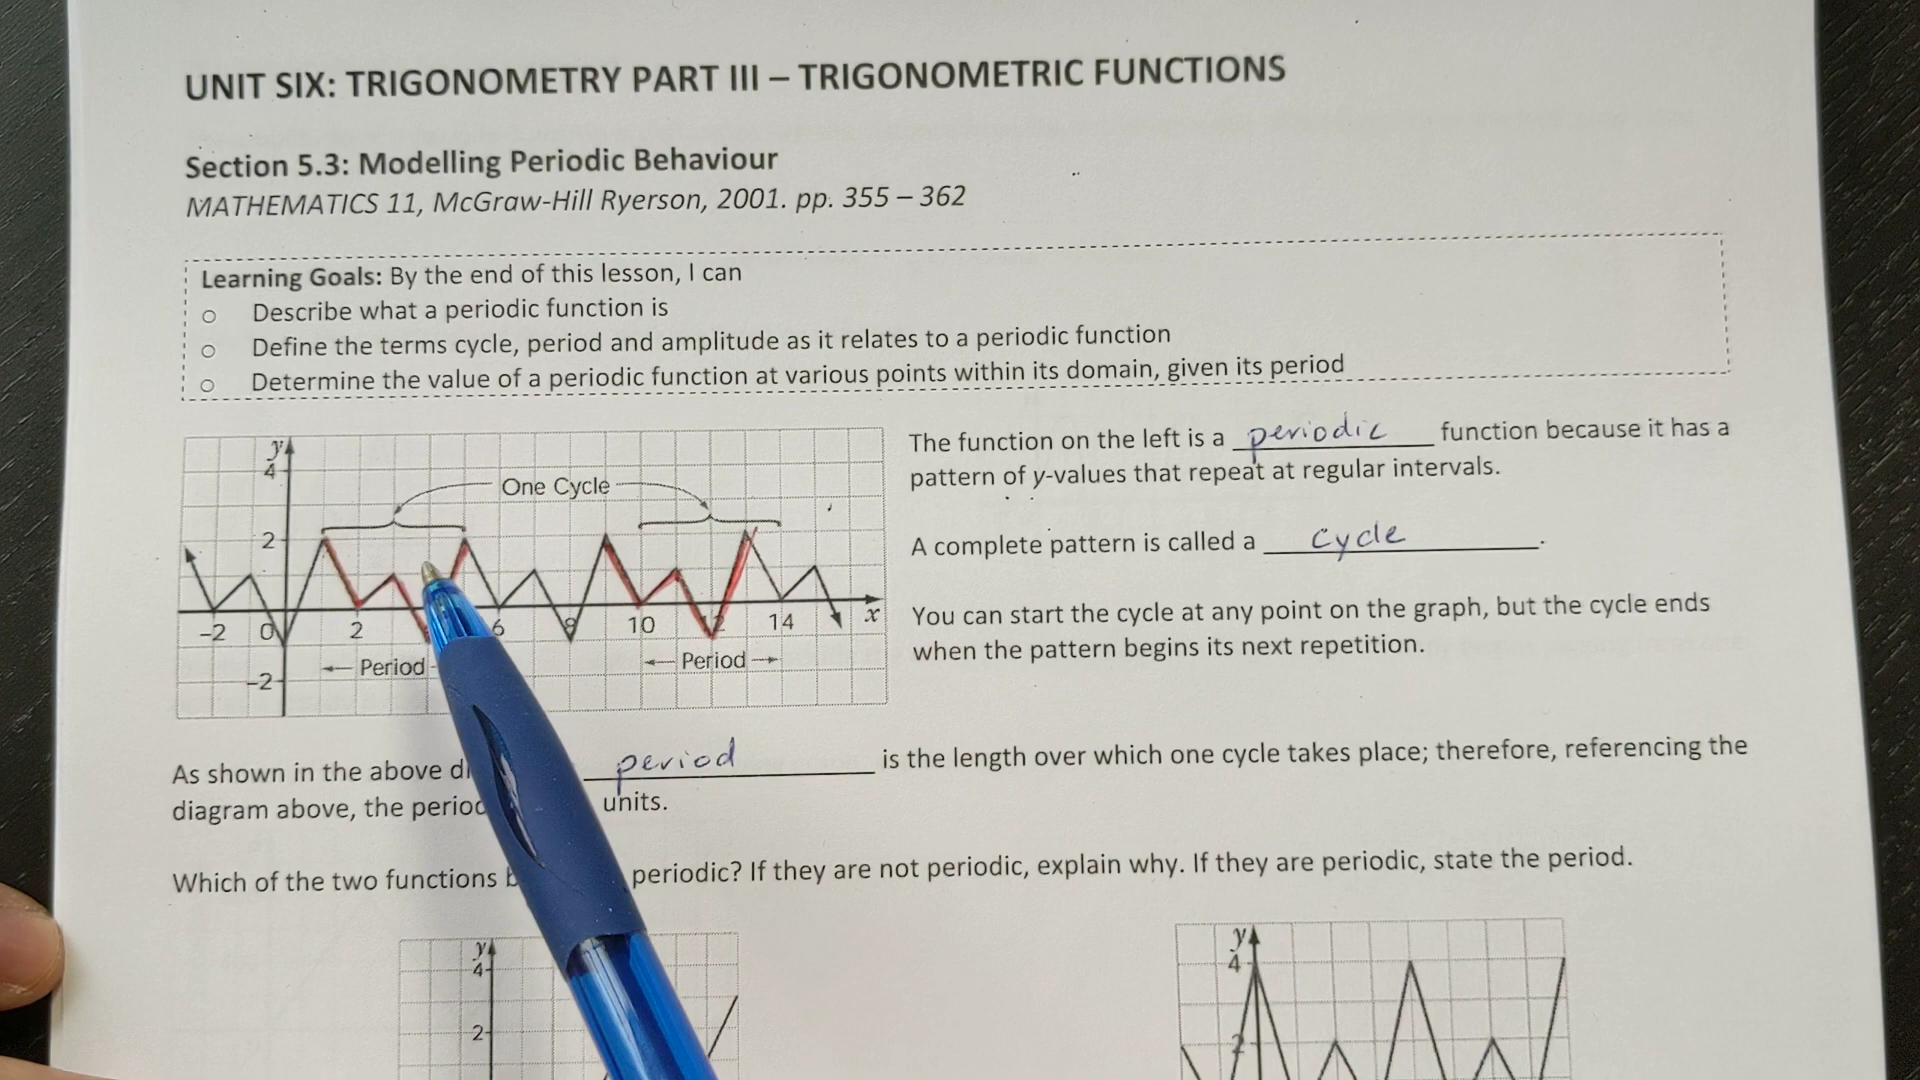 UNIT SIX: TRIGONOMETRY PART III – TRIGONOMETRIC FUNCTIONS
Section 5.3: Modelling Periodic Behaviour
MATHEMATICS 11, McGraw-Hill Ryerson, 2001. pp. 355 – 362
Learning Goals: By the end of this lesson, I can
○ Describe what a periodic function is
○ Define the terms cycle, period and amplitude as it relates to a periodic function
○ Determine the value of a periodic function at various points within its domain, given its period
y
4
One Cycle
2
-2 0 2 6 8 10 12 14 x
Period Period
-2
The function on the left is a periodic function because it has a
pattern of y-values that repeat at regular intervals.
A complete pattern is called a cycle.
You can start the cycle at any point on the graph, but the cycle ends
when the pattern begins its next repetition.
As shown in the above period is the length over which one cycle takes place; therefore, referencing the
diagram above, the units.
Which of the two functions periodic? If they are not periodic, explain why. If they are periodic, state the period.
y
4
2
y
4
2